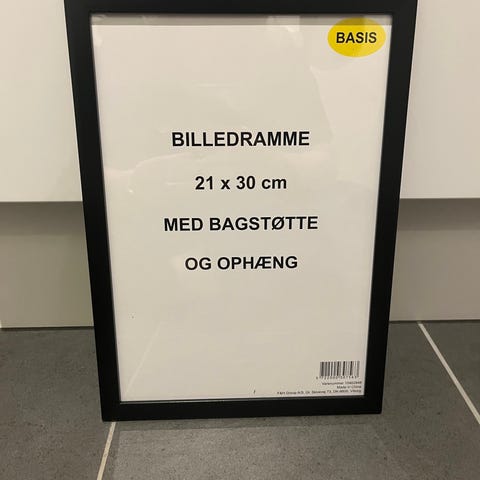 BASIS
BILLEDRAMME
21 x 30 cm
MED BAGSTØTTE
OG OPHÆNG
Made in China